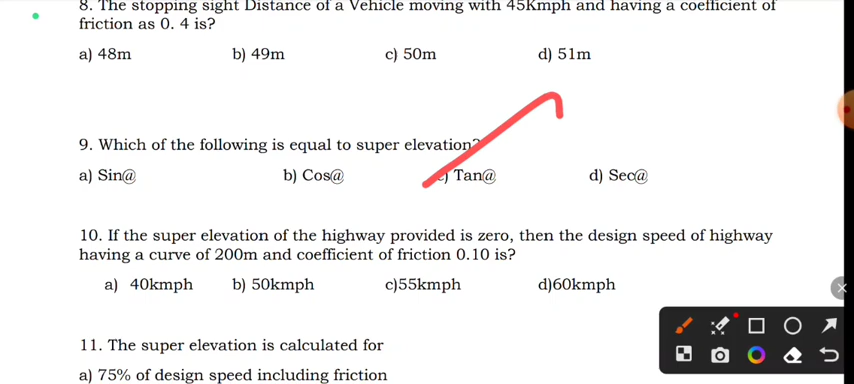 8. The stopping sight Distance of a Vehicle moving with 45Kmph and having a coefficient of
friction as 0. 4 is?
a) 48m b) 49m c) 50m d) 51m
9. Which of the following is equal to super elevation?
a) Sin@ b) Cos@ c) Tan@ d) Sec@
10. If the super elevation of the highway provided is zero, then the design speed of highway
having a curve of 200m and coefficient of friction 0.10 is?
a) 40kmph b) 50kmph c)55kmph d)60kmph
11. The super elevation is calculated for
a) 75% of design speed including friction